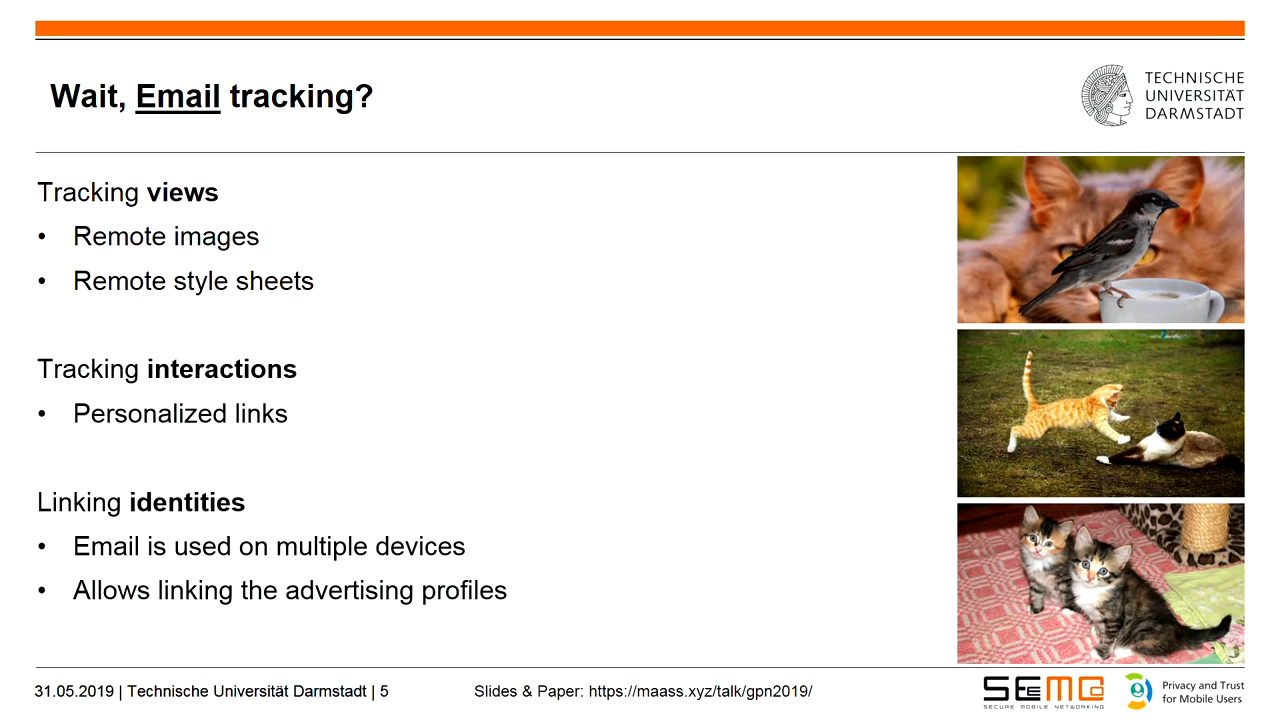 Wait, Email tracking?
TECHNISCHE
UNIVERSITÄT
DARMSTADT
Tracking views
• Remote images
• Remote style sheets
Tracking interactions
• Personalized links
Linking identities
• Email is used on multiple devices
• Allows linking the advertising profiles
31.05.2019 | Technische Universität Darmstadt | 5
Slides & Paper: https://maass.xyz/talk/gpn2019/
SEEMOO
SECURE MOBILE NETWORKING
Privacy and Trust
for Mobile Users